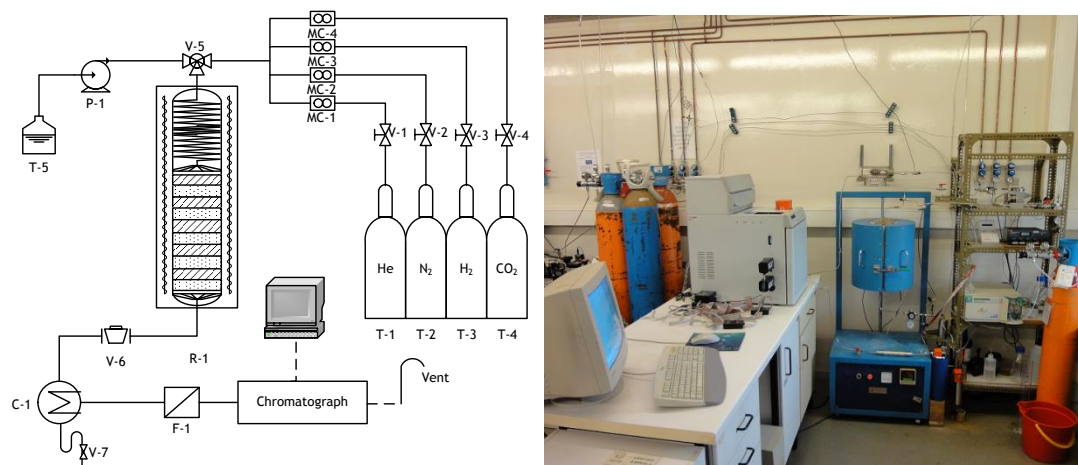 MC-4
V-5
MC-3
P-1
MC-2
MC-1
V-1
V-2
V-3
V-4
T-5
He
N₂
H₂
CO₂
T-1
T-2
T-3
T-4
V-6
R-1
Vent
C-1
Chromatograph
F-1
V-7